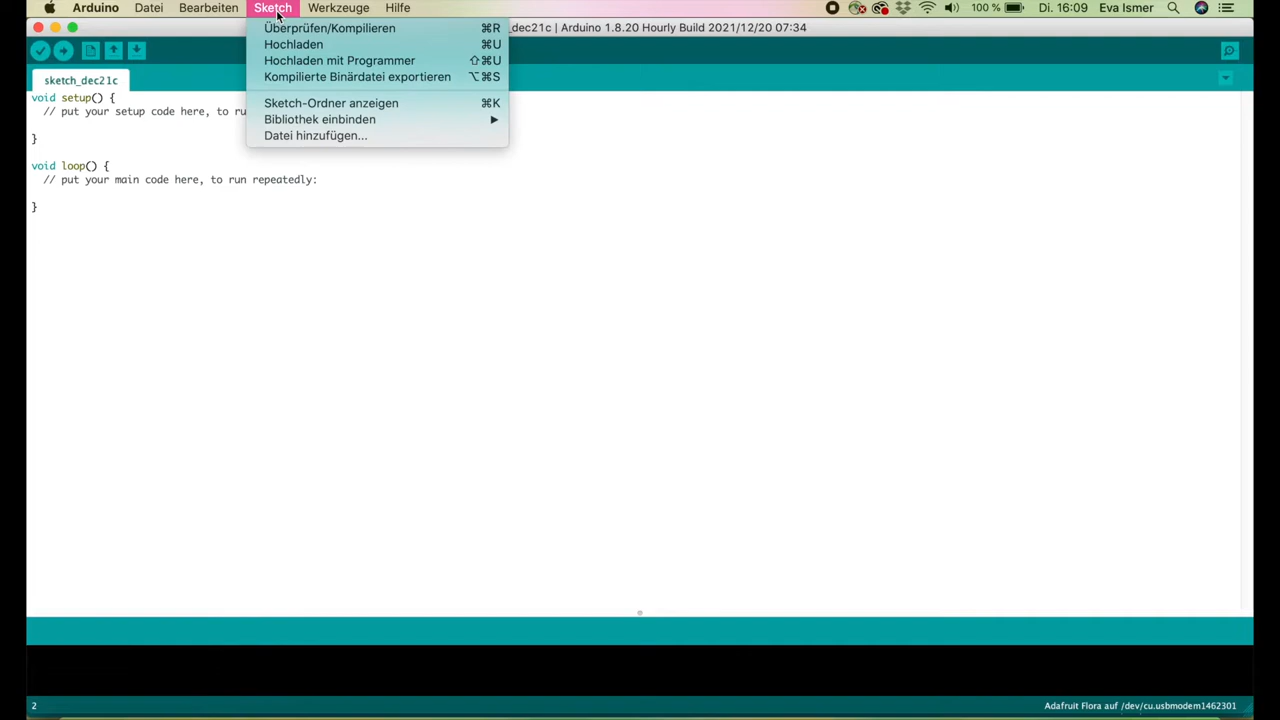 Arduino Datei Bearbeiten Sketch Werkzeuge Hilfe 100 % Di. 16:09 Eva Ismer
_dec21c | Arduino 1.8.20 Hourly Build 2021/12/20 07:34
Überprüfen/Kompilieren ⌘R
Hochladen ⌘U
Hochladen mit Programmer ⇧⌘U
Kompilierte Binärdatei exportieren ⌥⌘S
Sketch-Ordner anzeigen ⌘K
Bibliothek einbinden ▶
Datei hinzufügen...
sketch_dec21c
void setup() {
// put your setup code here, to ru
}
void loop() {
// put your main code here, to run repeatedly:
}
2 Adafruit Flora auf /dev/cu.usbmodem1462301